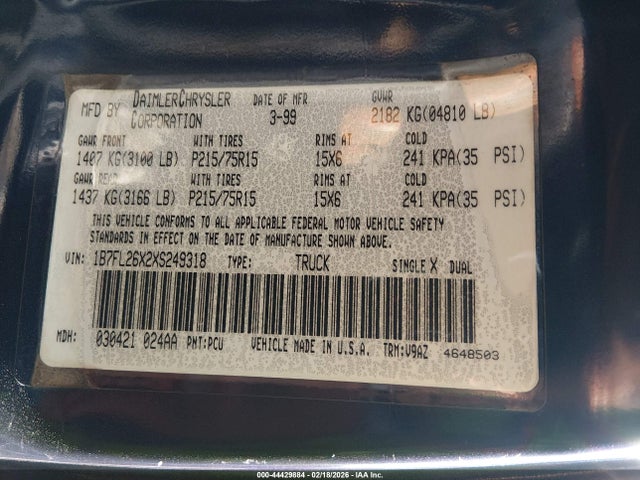 MFD BY DAIMLERCHRYSLER CORPORATION DATE OF MFR 3-99 GVWR 2182 KG(04810 LB)
GAWR FRONT WITH TIRES RIMS AT COLD
1407 KG(3100 LB) P215/75R15 15X6 241 KPA(35 PSI)
GAWR REAR WITH TIRES RIMS AT COLD
1437 KG(3166 LB) P215/75R15 15X6 241 KPA(35 PSI)
THIS VEHICLE CONFORMS TO ALL APPLICABLE FEDERAL MOTOR VEHICLE SAFETY
STANDARDS IN EFFECT ON THE DATE OF MANUFACTURE SHOWN ABOVE.
VIN: 1B7FL26X2XS249318 TYPE: TRUCK SINGLE X DUAL
MDH: 030421 024AA PNT:PCU VEHICLE MADE IN U.S.A. TRM:V9AZ 4648503
000-44429884 | 02/18/2026 - IAA Inc.